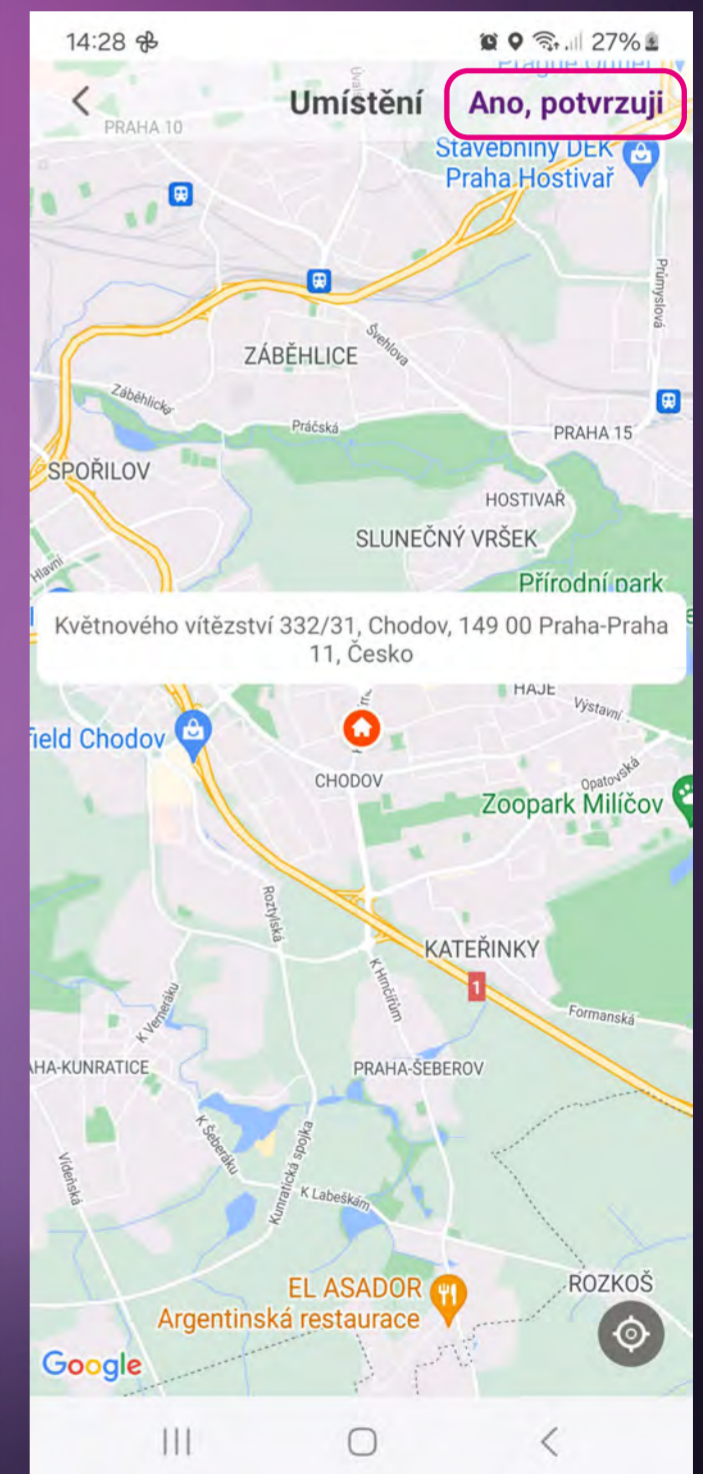 14:28
27%
Umístění
Ano, potvrzuji
PRAHA 10
Stavebniny DEK
Praha Hostivař
Průmyslová
ZÁBĚHLICE
Švehlova
Záběhlická
Práčská
PRAHA 15
SPOŘILOV
HOSTIVAŘ
SLUNEČNÝ VRŠEK
Hlavní
Přírodní park
Květnového vítězství 332/31, Chodov, 149 00 Praha-Praha
11, Česko
HÁJE
Výstavní
field Chodov
CHODOV
Opatovská
Zoopark Milíčov
Roztylská
KATEŘINKY
1
K Hrnčířům
Formanská
K Verneráku
AHA-KUNRATICE
PRAHA-ŠEBEROV
K Šeberáku
Kunratická spojka
Vídeňská
K Labeškám
EL ASADOR
Argentinská restaurace
ROZKOŠ
Google